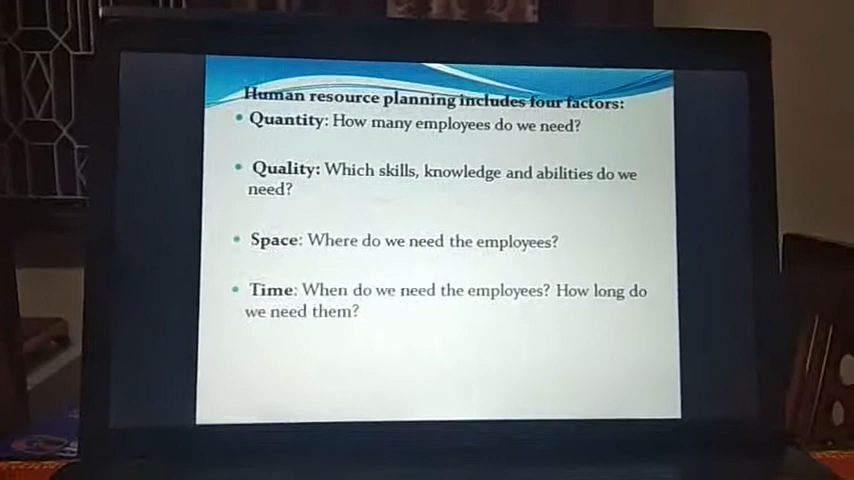 Human resource planning includes four factors:
• Quantity: How many employees do we need?
• Quality: Which skills, knowledge and abilities do we
need?
• Space: Where do we need the employees?
• Time: When do we need the employees? How long do
we need them?